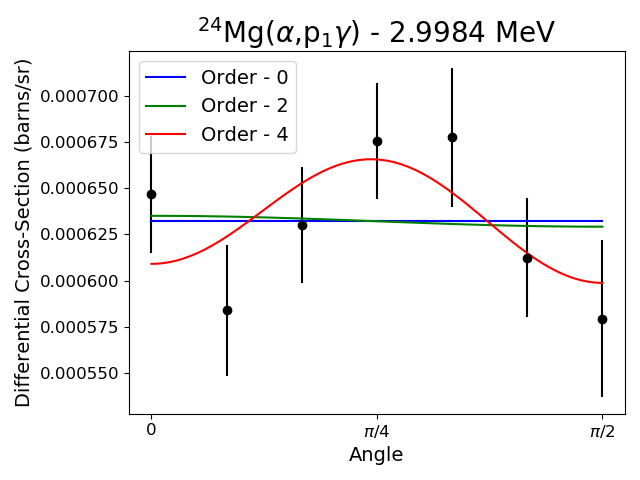 ²⁴Mg(α,p₁γ) - 2.9984 MeV
Differential Cross-Section (barns/sr)
0.000700
0.000675
0.000650
0.000625
0.000600
0.000575
0.000550
Order - 0
Order - 2
Order - 4
0
π/4
π/2
Angle